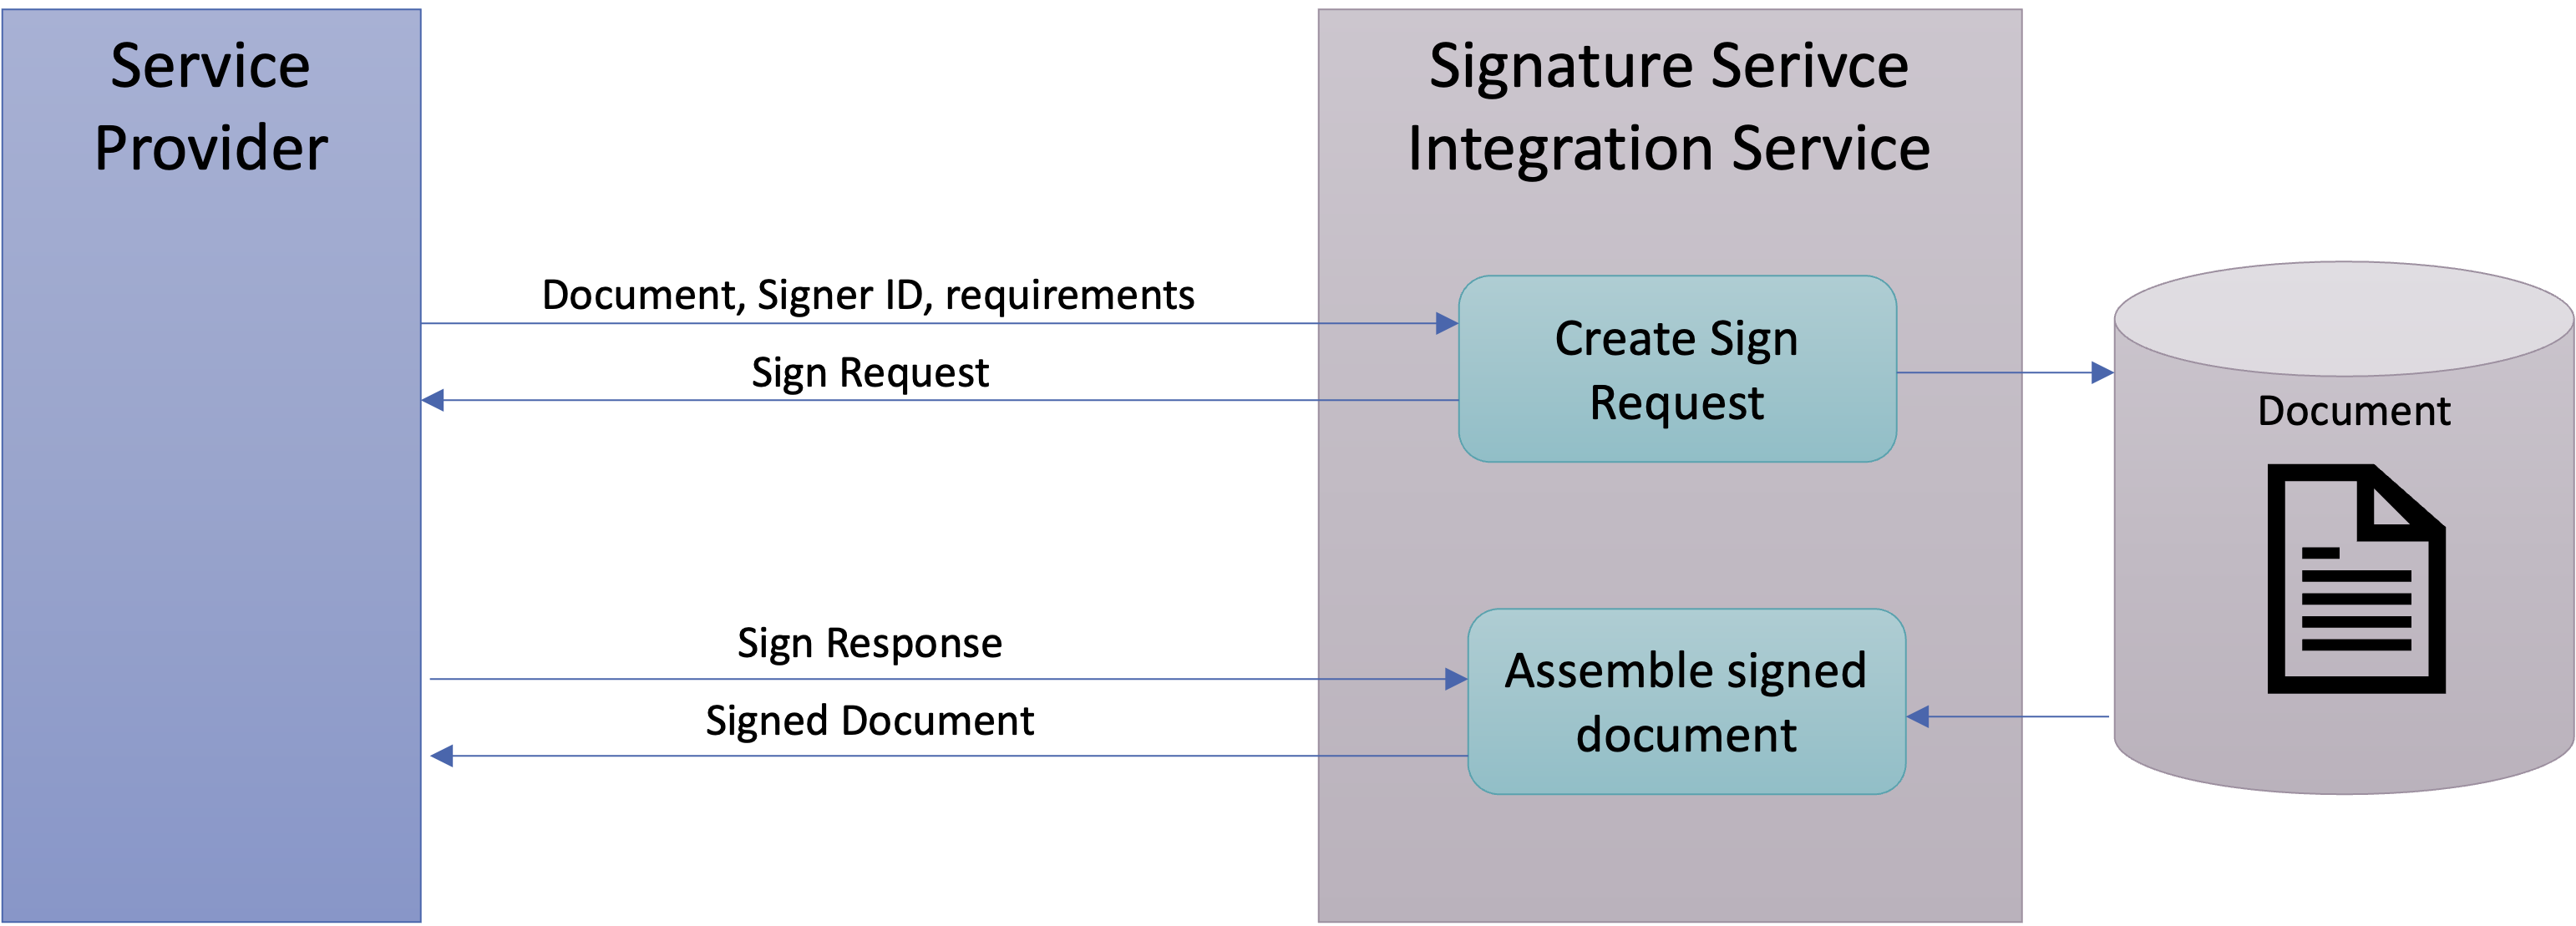 Service
Provider
Signature Serivce
Integration Service
Document, Signer ID, requirements
Sign Request
Create Sign
Request
Document
Sign Response
Signed Document
Assemble signed
document